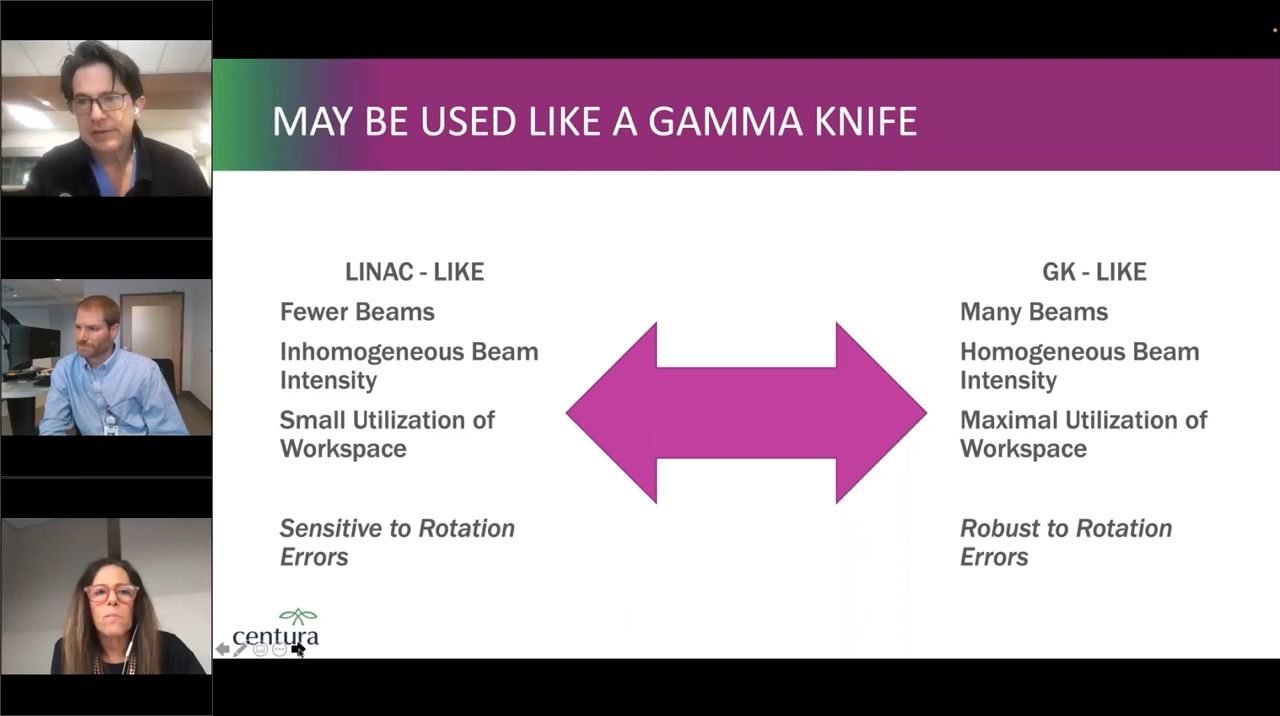 MAY BE USED LIKE A GAMMA KNIFE
LINAC - LIKE
Fewer Beams
Inhomogeneous Beam
Intensity
Small Utilization of
Workspace
Sensitive to Rotation
Errors
GK - LIKE
Many Beams
Homogeneous Beam
Intensity
Maximal Utilization of
Workspace
Robust to Rotation
Errors
centura